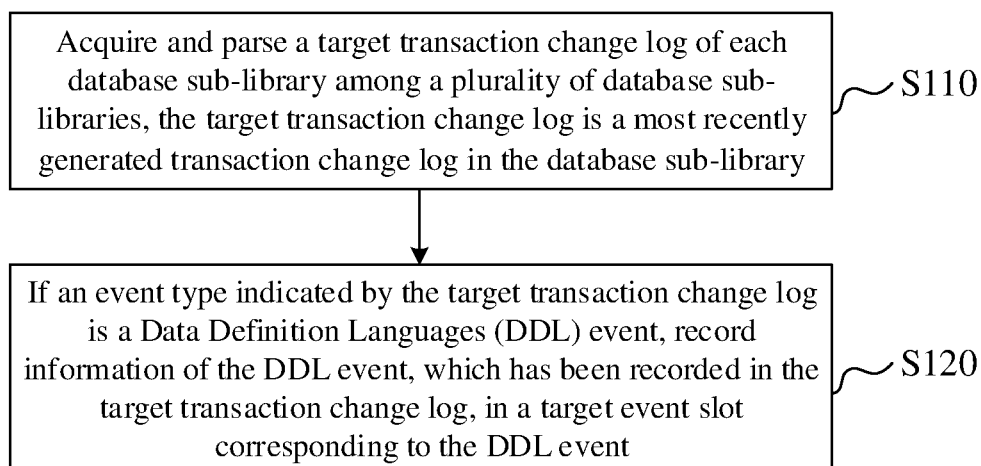 Acquire and parse a target transaction change log of each
database sub-library among a plurality of database sub-
libraries, the target transaction change log is a most recently
generated transaction change log in the database sub-library
S110
If an event type indicated by the target transaction change log
is a Data Definition Languages (DDL) event, record
information of the DDL event, which has been recorded in the
target transaction change log, in a target event slot
corresponding to the DDL event
S120